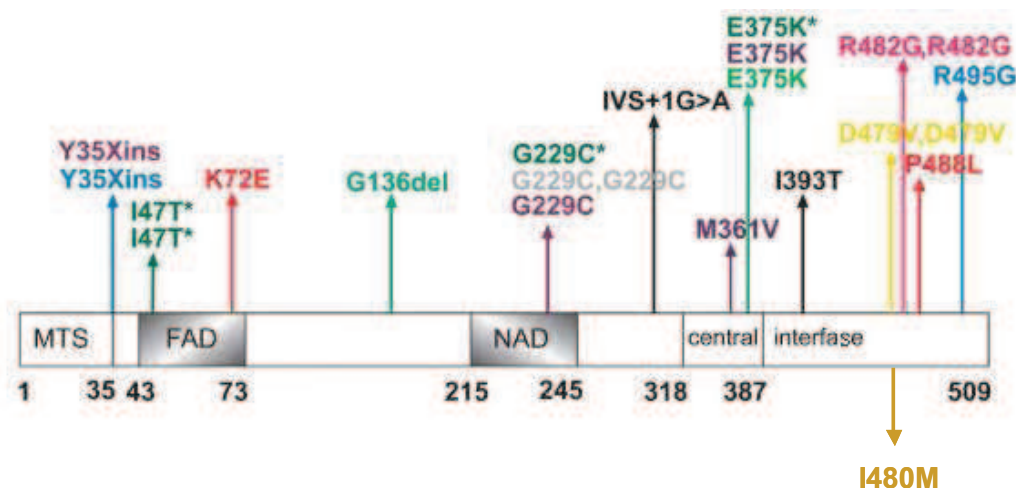 E375K*
E375K
E375K
R482G,R482G
R495G
IVS+1G>A
D479V,D479V
P488L
Y35Xins
Y35Xins
I47T*
I47T*
K72E
G136del
G229C*
G229C,G229C
G229C
M361V
I393T
MTS
FAD
NAD
central
interfase
1 35 43 73 215 245 318 387 509
I480M